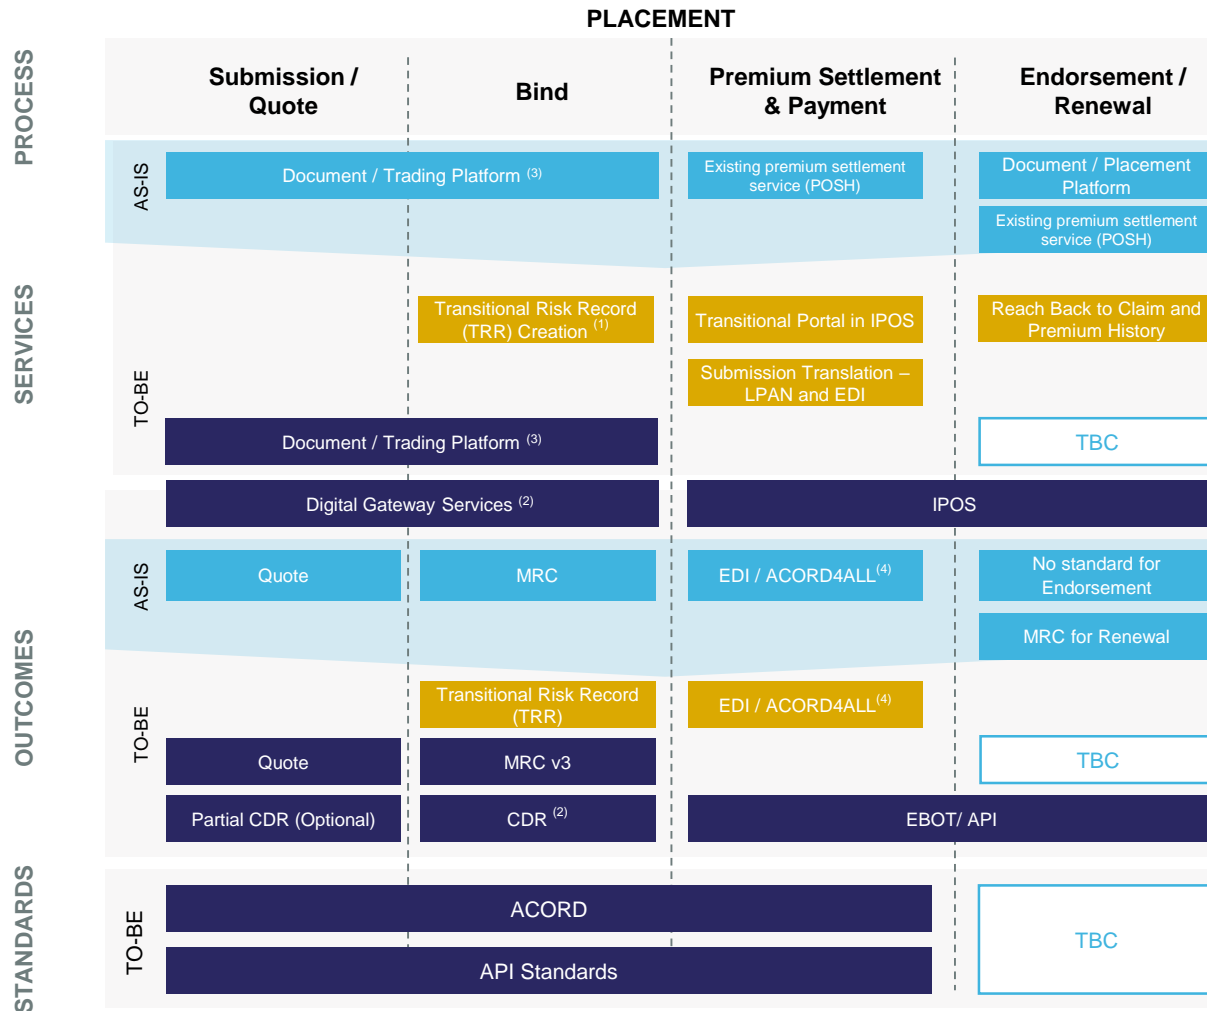 PLACEMENT
PROCESS
Submission /
Quote
Bind
Premium Settlement
& Payment
Endorsement /
Renewal
SERVICES
AS-IS
Document / Trading Platform (3)
Existing premium settlement
service (POSH)
Document / Placement
Platform
Existing premium settlement
service (POSH)
TO-BE
Transitional Risk Record
(TRR) Creation (1)
Transitional Portal in IPOS
Reach Back to Claim and
Premium History
Submission Translation –
LPAN and EDI
Document / Trading Platform (3)
TBC
Digital Gateway Services (2)
IPOS
OUTCOMES
AS-IS
Quote
MRC
EDI / ACORD4ALL(4)
No standard for
Endorsement
MRC for Renewal
TO-BE
Transitional Risk Record
(TRR)
EDI / ACORD4ALL(4)
Quote
MRC v3
TBC
Partial CDR (Optional)
CDR (2)
EBOT/ API
STANDARDS
TO-BE
ACORD
API Standards
TBC